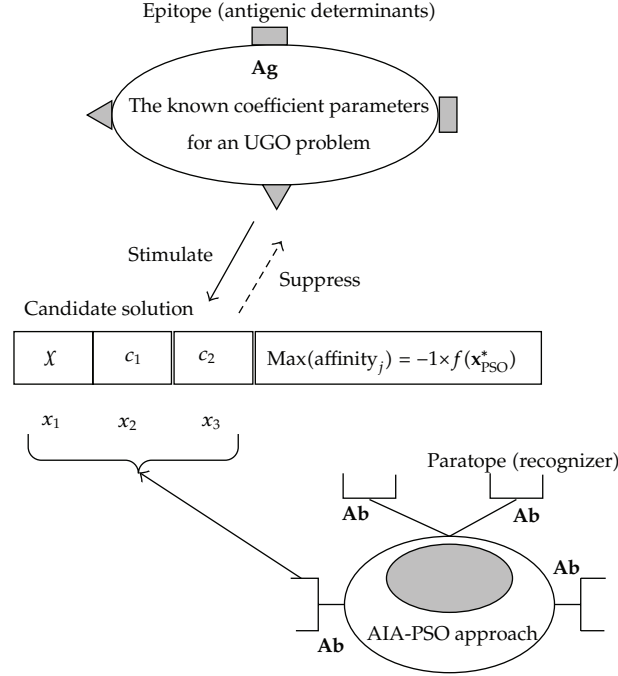 Epitope (antigenic determinants)
Ag
The known coefficient parameters
for an UGO problem
Stimulate
Suppress
Candidate solution
χ c₁ c₂ Max(affinityⱼ) = −1×f(x*PSO)
x₁ x₂ x₃
Paratope (recognizer)
Ab Ab
Ab
AIA-PSO approach
Ab